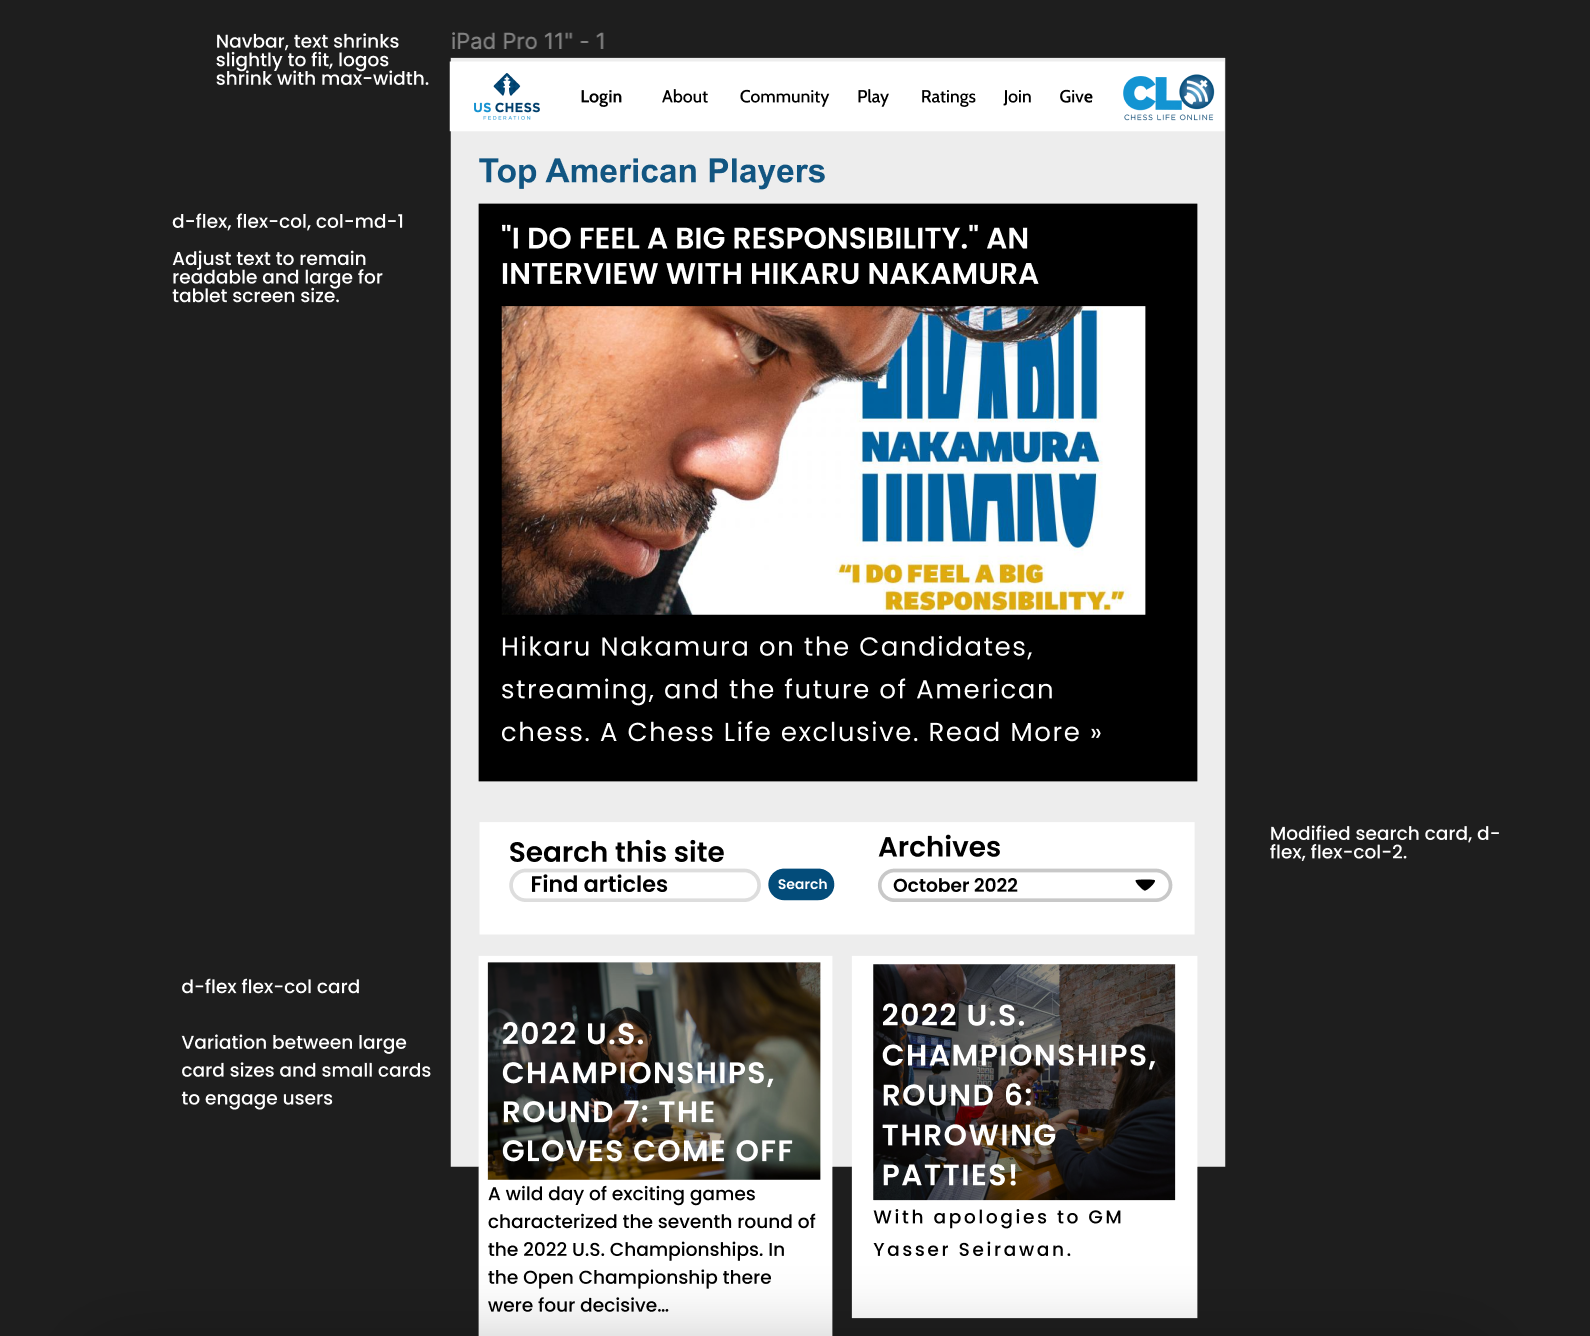 Navbar, text shrinks
slightly to fit, logos
shrink with max-width.
iPad Pro 11" - 1
US CHESS
FEDERATION
Login
About
Community
Play
Ratings
Join
Give
CLO
CHESS LIFE ONLINE
Top American Players
d-flex, flex-col, col-md-1
Adjust text to remain
readable and large for
tablet screen size.
"I DO FEEL A BIG RESPONSIBILITY." AN
INTERVIEW WITH HIKARU NAKAMURA
HIKARU
NAKAMURA
HIKARU
“I DO FEEL A BIG
RESPONSIBILITY.”
Hikaru Nakamura on the Candidates,
streaming, and the future of American
chess. A Chess Life exclusive. Read More »
Modified search card, d-
flex, flex-col-2.
Search this site
Find articles
Search
Archives
October 2022
d-flex flex-col card
Variation between large
card sizes and small cards
to engage users
2022 U.S.
CHAMPIONSHIPS,
ROUND 7: THE
GLOVES COME OFF
A wild day of exciting games
characterized the seventh round of
the 2022 U.S. Championships. In
the Open Championship there
were four decisive...
2022 U.S.
CHAMPIONSHIPS,
ROUND 6:
THROWING
PATTIES!
With apologies to GM
Yasser Seirawan.